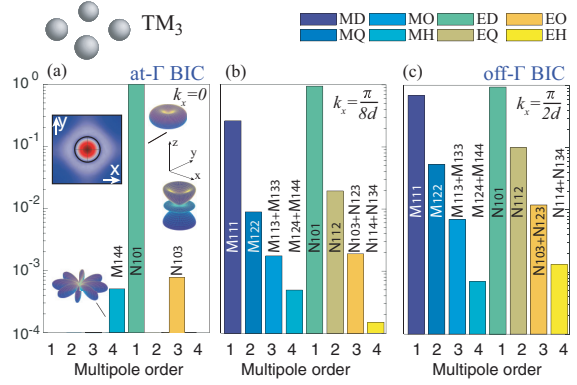 TM₃
MD MO ED EO
MQ MH EQ EH
(a) at-Γ BIC
kₓ=0
y
x
z
y
x
10⁰
10⁻¹
10⁻²
10⁻³
10⁻⁴
M₁₄₄
N₁₀₁
N₁₀₃
1 2 3 4 1 2 3 4
Multipole order
(b)
kₓ=π/8d
M₁₁₁
M₁₂₂
M₁₁₃+M₁₃₃
M₁₂₄+M₁₄₄
N₁₀₁
N₁₁₂
N₁₀₃+N₁₂₃
N₁₁₄+N₁₃₄
1 2 3 4 1 2 3 4
Multipole order
(c) off-Γ BIC
kₓ=π/2d
M₁₁₁
M₁₂₂
M₁₁₃+M₁₃₃
M₁₂₄+M₁₄₄
N₁₀₁
N₁₁₂
N₁₀₃+N₁₂₃
N₁₁₄+N₁₃₄
1 2 3 4 1 2 3 4
Multipole order